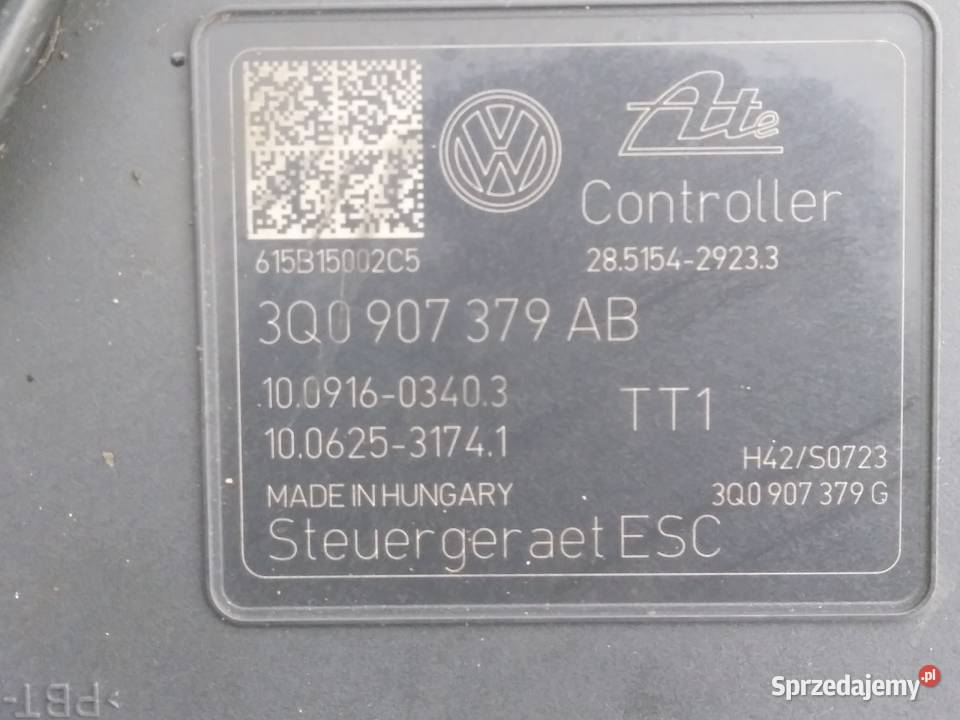 Ate
Controller
615B15002C5
28.5154-2923.3
3Q0 907 379 AB
10.0916-0340.3
TT1
10.0625-3174.1
H42/S0723
MADE IN HUNGARY
3Q0 907 379 G
Steuergeraet ESC
>PBT-
Sprzedajemy.pl